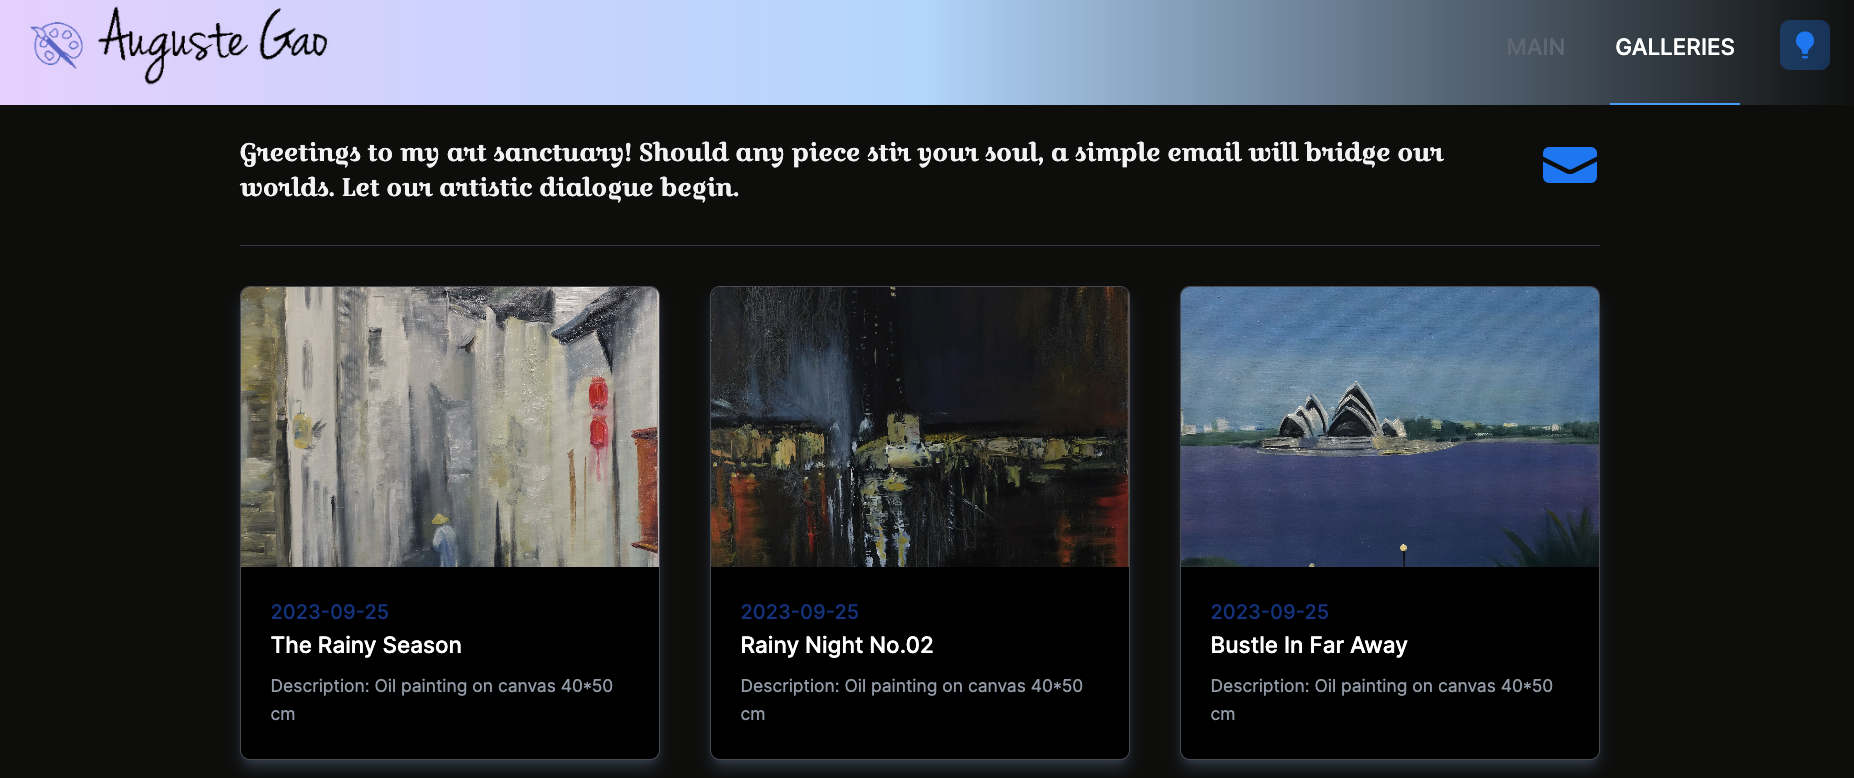 Auguste Gao
MAIN
GALLERIES
Greetings to my art sanctuary! Should any piece stir your soul, a simple email will bridge our
worlds. Let our artistic dialogue begin.
2023-09-25
The Rainy Season
Description: Oil painting on canvas 40*50
cm
2023-09-25
Rainy Night No.02
Description: Oil painting on canvas 40*50
cm
2023-09-25
Bustle In Far Away
Description: Oil painting on canvas 40*50
cm